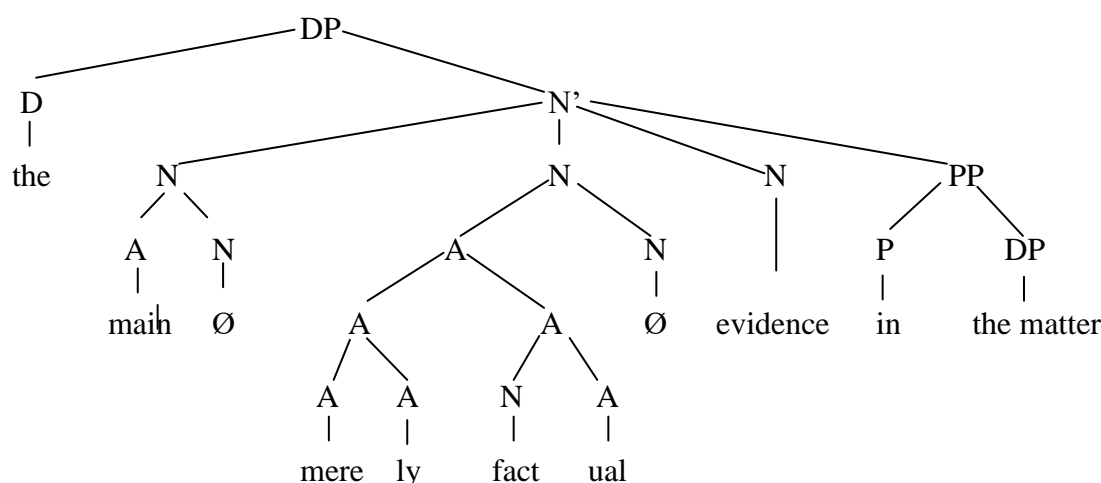 DP
D N’
the N N N PP
A N A N P DP
main Ø A A Ø evidence in the matter
A A N A
mere ly fact ual